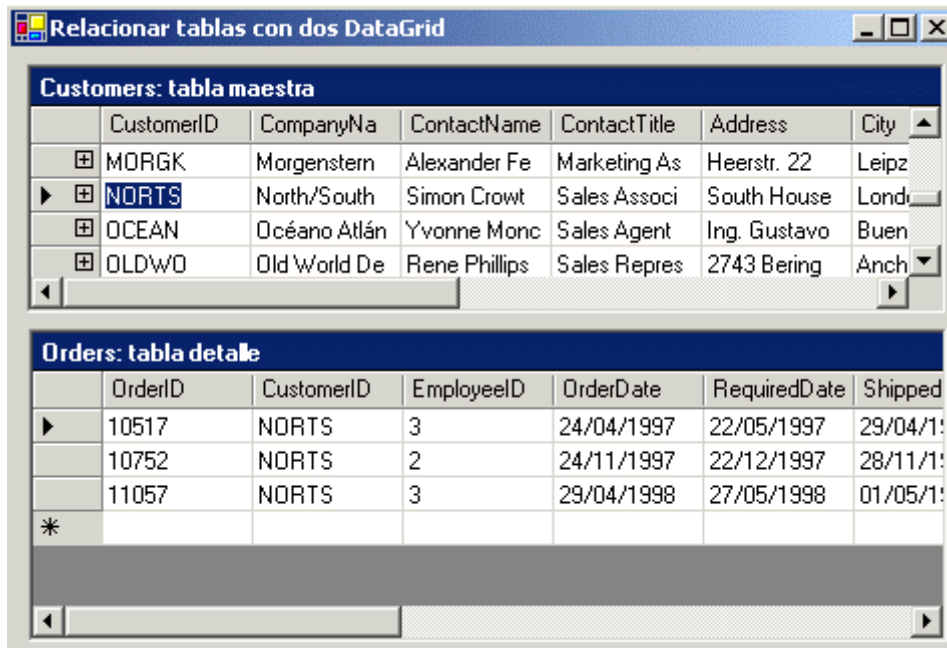 Relacionar tablas con dos DataGrid
Customers: tabla maestra
CustomerID CompanyNa ContactName ContactTitle Address City
MORGK Morgenstern Alexander Fe Marketing As Heerstr. 22 Leipz
NORTS North/South Simon Crowt Sales Associ South House Lond
OCEAN Océano Atlán Yvonne Monc Sales Agent Ing. Gustavo Buen
OLDWO Old World De Rene Phillips Sales Repres 2743 Bering Anch
Orders: tabla detalle
OrderID CustomerID EmployeeID OrderDate RequiredDate Shipped
10517 NORTS 3 24/04/1997 22/05/1997 29/04/1
10752 NORTS 2 24/11/1997 22/12/1997 28/11/1
11057 NORTS 3 29/04/1998 27/05/1998 01/05/1